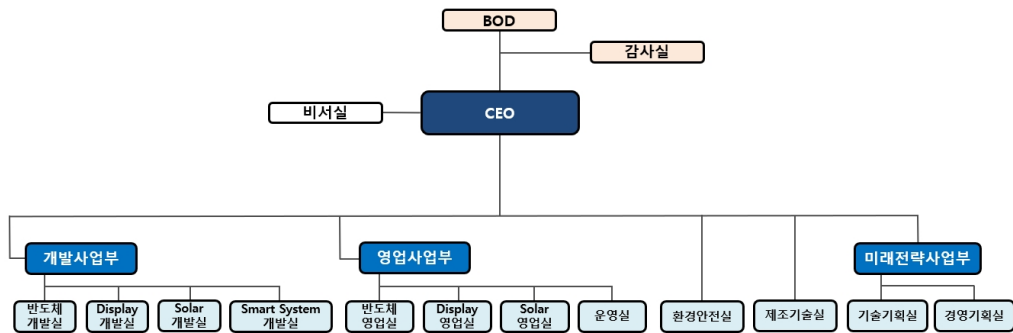 BOD
감사실
비서실
CEO
개발사업부
영업사업부
미래전략사업부
반도체
개발실
Display
개발실
Solar
개발실
Smart System
개발실
반도체
영업실
Display
영업실
Solar
영업실
운영실
환경안전실
제조기술실
기술기획실
경영기획실